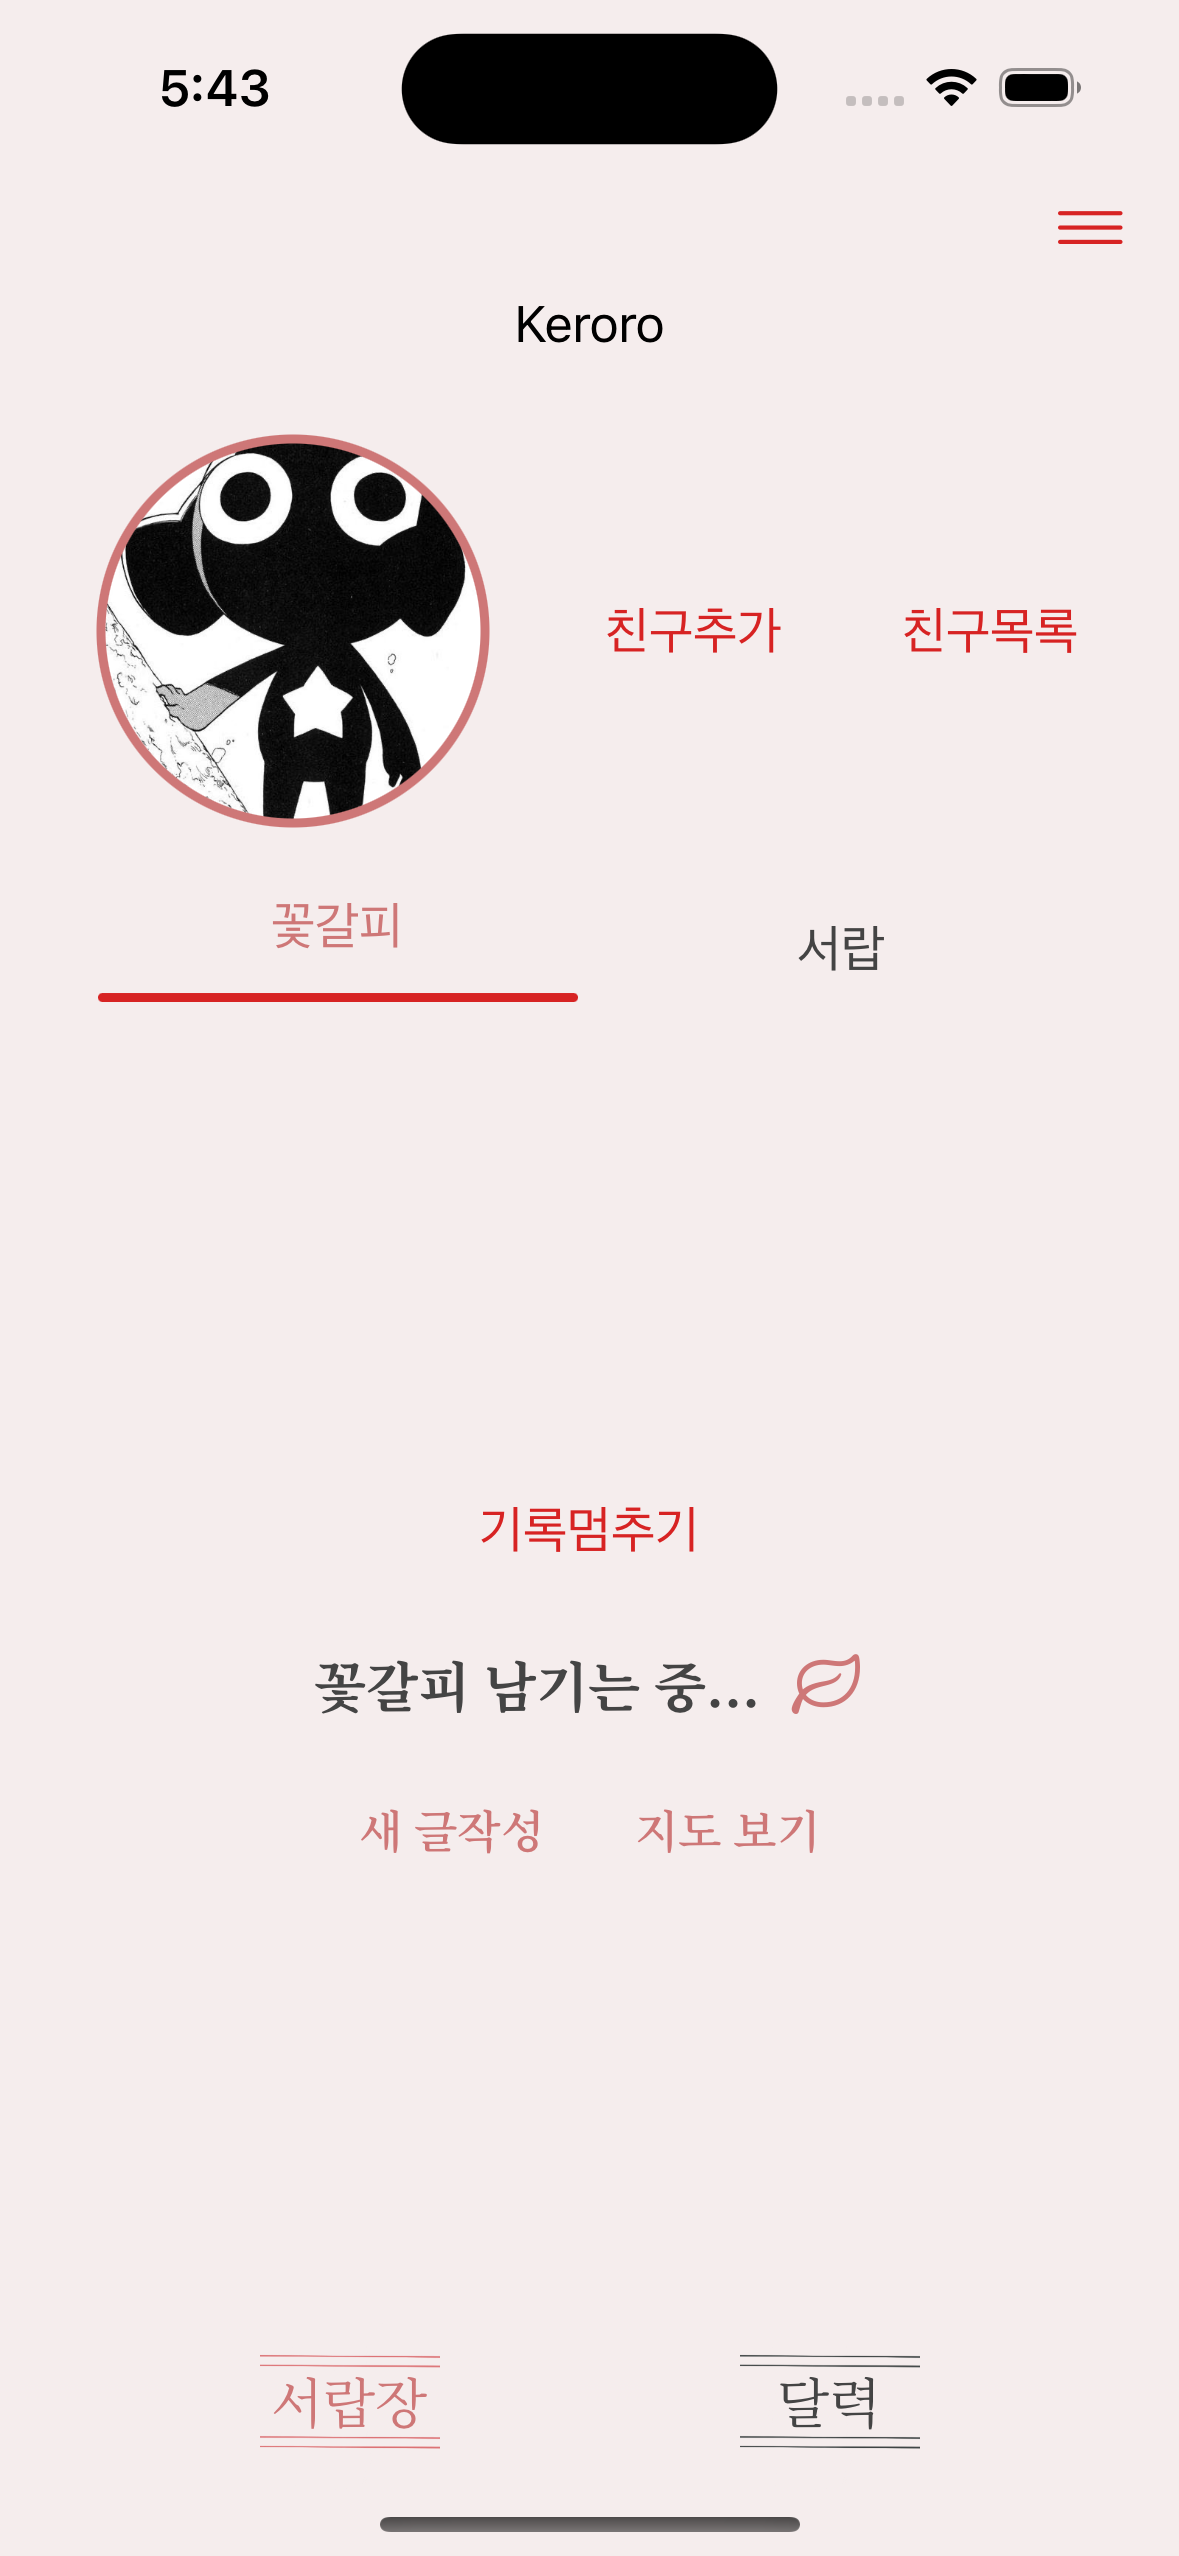 5:43
Keroro
친구추가 친구목록
꽃갈피 서랍
기록멈추기
꽃갈피 남기는 중...
새 글작성 지도 보기
서랍장 달력